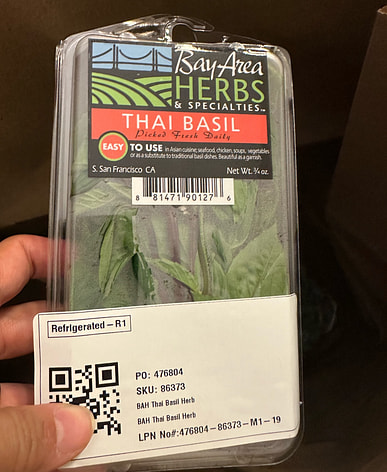 Bay Area
HERBS
& SPECIALTIES™
THAI BASIL
Picked Fresh Daily
EASY TO USE in Asian cuisine; seafood, chicken, soups, vegetables
or as a substitute to traditional basil dishes. Beautiful as a garnish.
S. San Francisco CA Net Wt. ¾ oz.
8 81471 90127 6
Refrigerated – R1
PO: 476804
SKU: 86373
BAH Thai Basil Herb
BAH Thai Basil Herb
LPN No#:476804-86373-M1-19